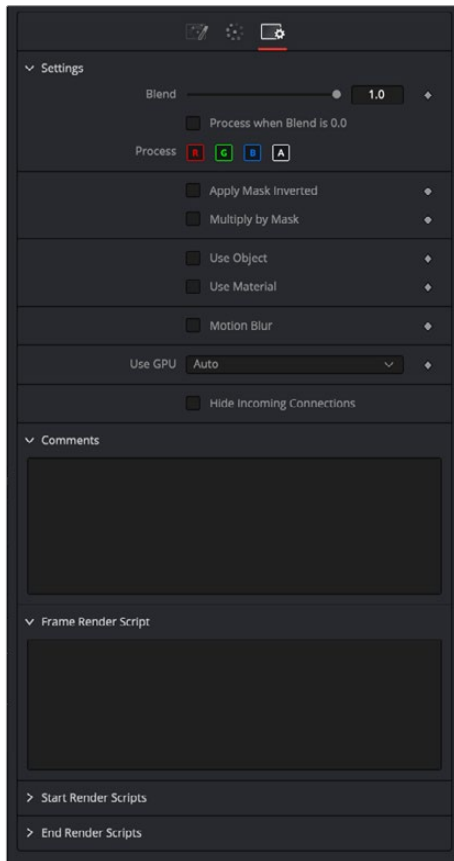 Settings
Blend 1.0
Process when Blend is 0.0
Process R G B A
Apply Mask Inverted
Multiply by Mask
Use Object
Use Material
Motion Blur
Use GPU Auto
Hide Incoming Connections
Comments
Frame Render Script
Start Render Scripts
End Render Scripts